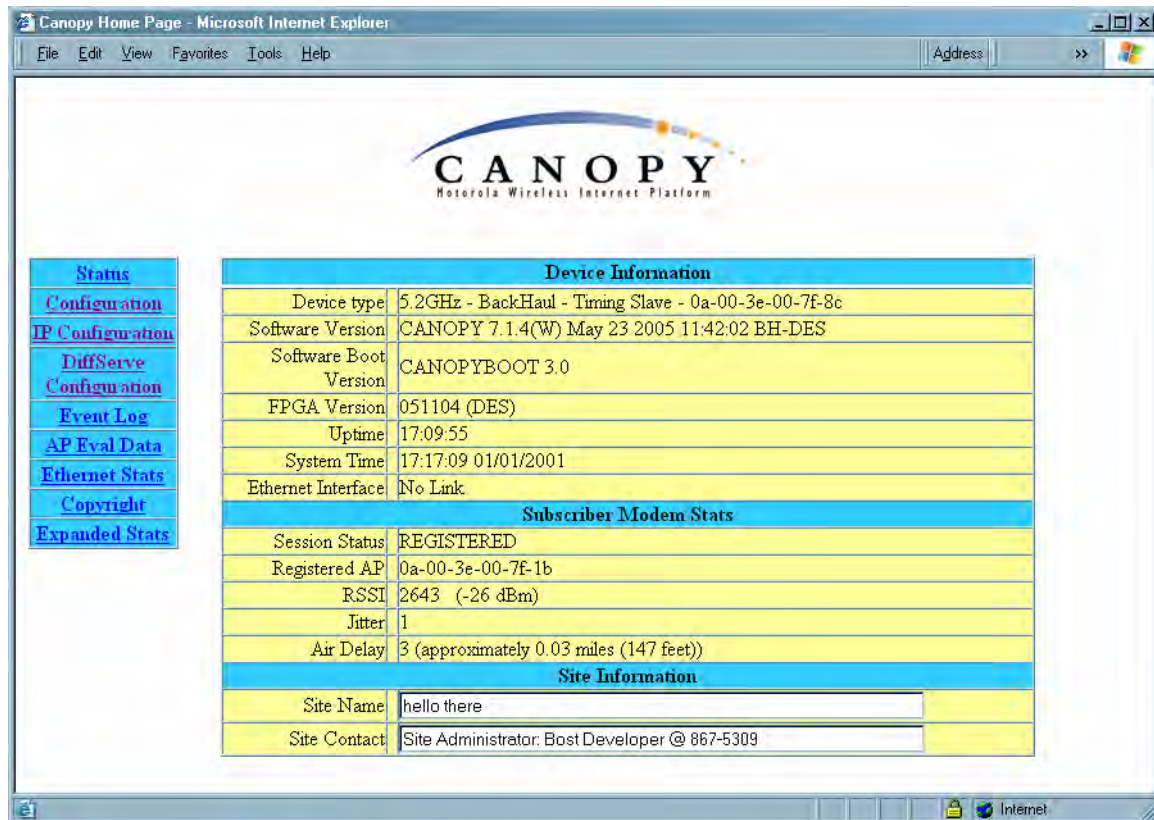 Canopy Home Page - Microsoft Internet Explorer
File Edit View Favorites Tools Help Address >>
CANOPY
Motorola Wireless Internet Platform
Status
Configuration
IP Configuration
DiffServe
Configuration
Event Log
AP Eval Data
Ethernet Stats
Copyright
Expanded Stats
Device Information
Device type 5.2GHz - BackHaul - Timing Slave - 0a-00-3e-00-7f-8c
Software Version CANOPY 7.1.4(W) May 23 2005 11:42:02 BH-DES
Software Boot
Version CANOPYBOOT 3.0
FPGA Version 051104 (DES)
Uptime 17:09:55
System Time 17:17:09 01/01/2001
Ethernet Interface No Link
Subscriber Modem Stats
Session Status REGISTERED
Registered AP 0a-00-3e-00-7f-1b
RSSI 2643 (-26 dBm)
Jitter 1
Air Delay 3 (approximately 0.03 miles (147 feet))
Site Information
Site Name hello there
Site Contact Site Administrator: Bost Developer @ 867-5309
Internet